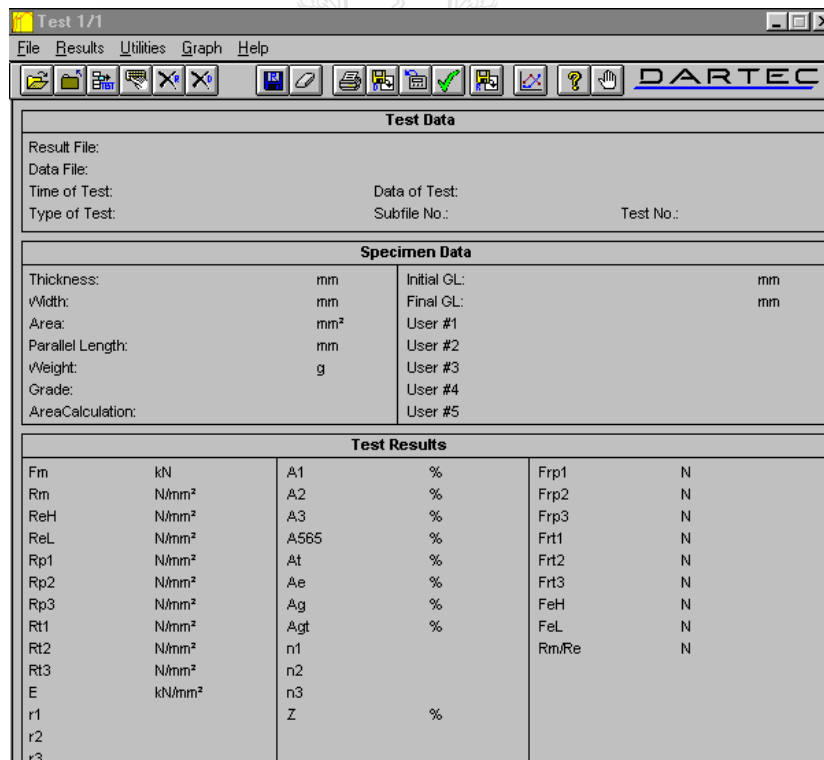 Test 1/1
File Results Utilities Graph Help
DARTEC
Test Data
Result File:
Data File:
Time of Test: Data of Test:
Type of Test: Subfile No.: Test No.:
Specimen Data
Thickness: mm Initial GL: mm
Width: mm Final GL: mm
Area: mm² User #1
Parallel Length: mm User #2
Weight: g User #3
Grade: User #4
AreaCalculation: User #5
Test Results
Fm kN A1 % Frp1 N
Rm N/mm² A2 % Frp2 N
ReH N/mm² A3 % Frp3 N
ReL N/mm² A565 % Frt1 N
Rp1 N/mm² At % Frt2 N
Rp2 N/mm² Ae % Frt3 N
Rp3 N/mm² Ag % FeH N
Rt1 N/mm² Agt % FeL N
Rt2 N/mm² n1 Rm/Re N
Rt3 N/mm² n2
E kN/mm² n3
r1 Z %
r2
r3